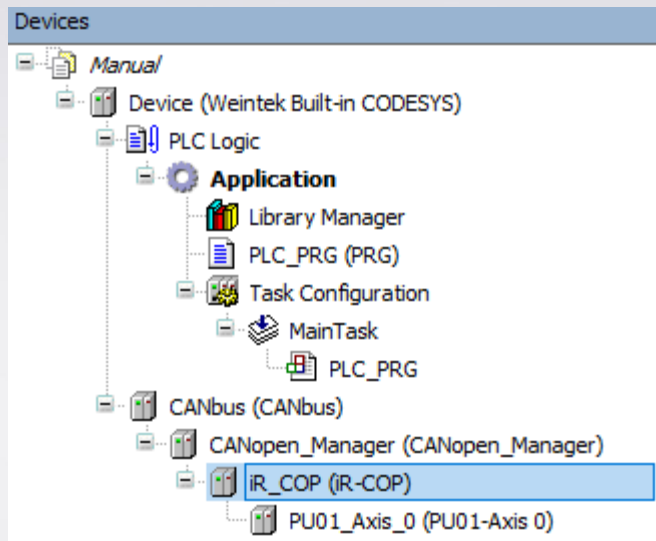 Devices
Manual
Device (Weintek Built-in CODESYS)
PLC Logic
Application
Library Manager
PLC_PRG (PRG)
Task Configuration
MainTask
PLC_PRG
CANbus (CANbus)
CANopen_Manager (CANopen_Manager)
iR_COP (iR-COP)
PU01_Axis_0 (PU01-Axis 0)